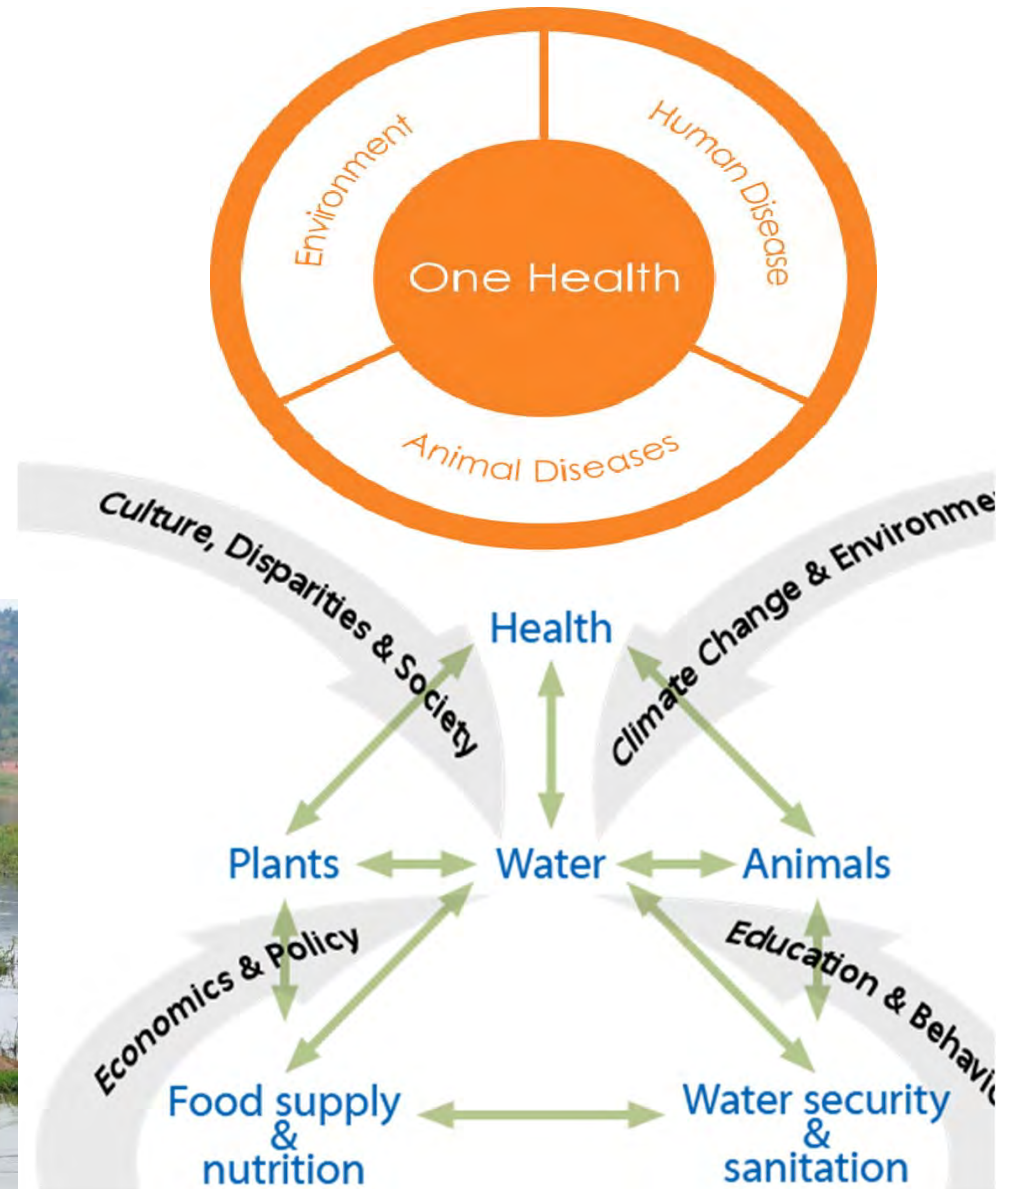 Environment
Human Disease
One Health
Animal Diseases
Culture, Disparities & Society
Climate Change & Environme
Health
Plants
Water
Animals
Economics & Policy
Education & Behavio
Food supply
&
nutrition
Water security
&
sanitation